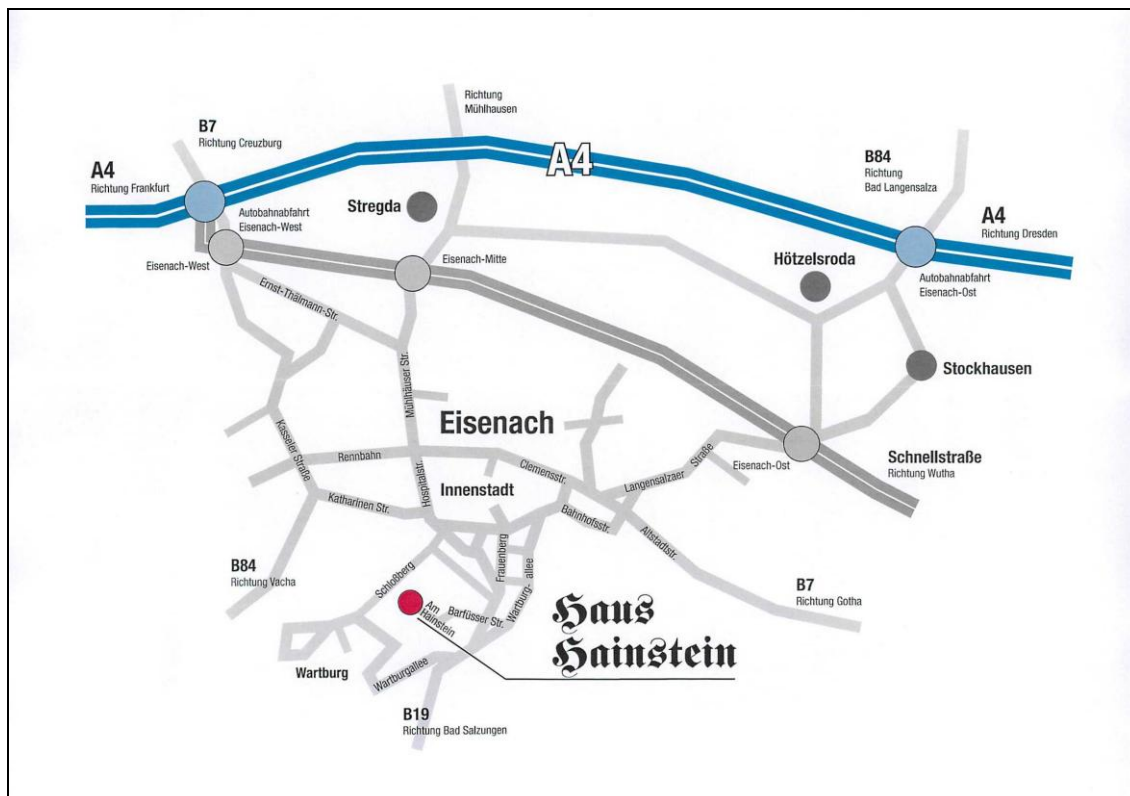 Richtung
Mühlhausen
B7
Richtung Creuzburg
A4
B84
Richtung
Bad Langensalza
A4
Richtung Frankfurt
Autobahnabfahrt
Eisenach-West
Stregda
A4
Richtung Dresden
Eisenach-West
Eisenach-Mitte
Hötzelsroda
Autobahnabfahrt
Eisenach-Ost
Ernst-Thälmann-Str.
Mühlhäuser Str.
Stockhausen
Eisenach
Kasseler Straße
Rennbahn
Hospitalstr.
Clemensstr.
Langensalzaer
Straße
Eisenach-Ost
Schnellstraße
Richtung Wutha
Innenstadt
Katharinen Str.
Bahnhofsstr.
Altstadtstr.
B84
Richtung Vacha
Schloßberg
Frauenberg
Wartburg-
allee
B7
Richtung Gotha
Am
Hainstein
Barfüsser Str.
Haus
Hainstein
Wartburg
Wartburgallee
B19
Richtung Bad Salzungen